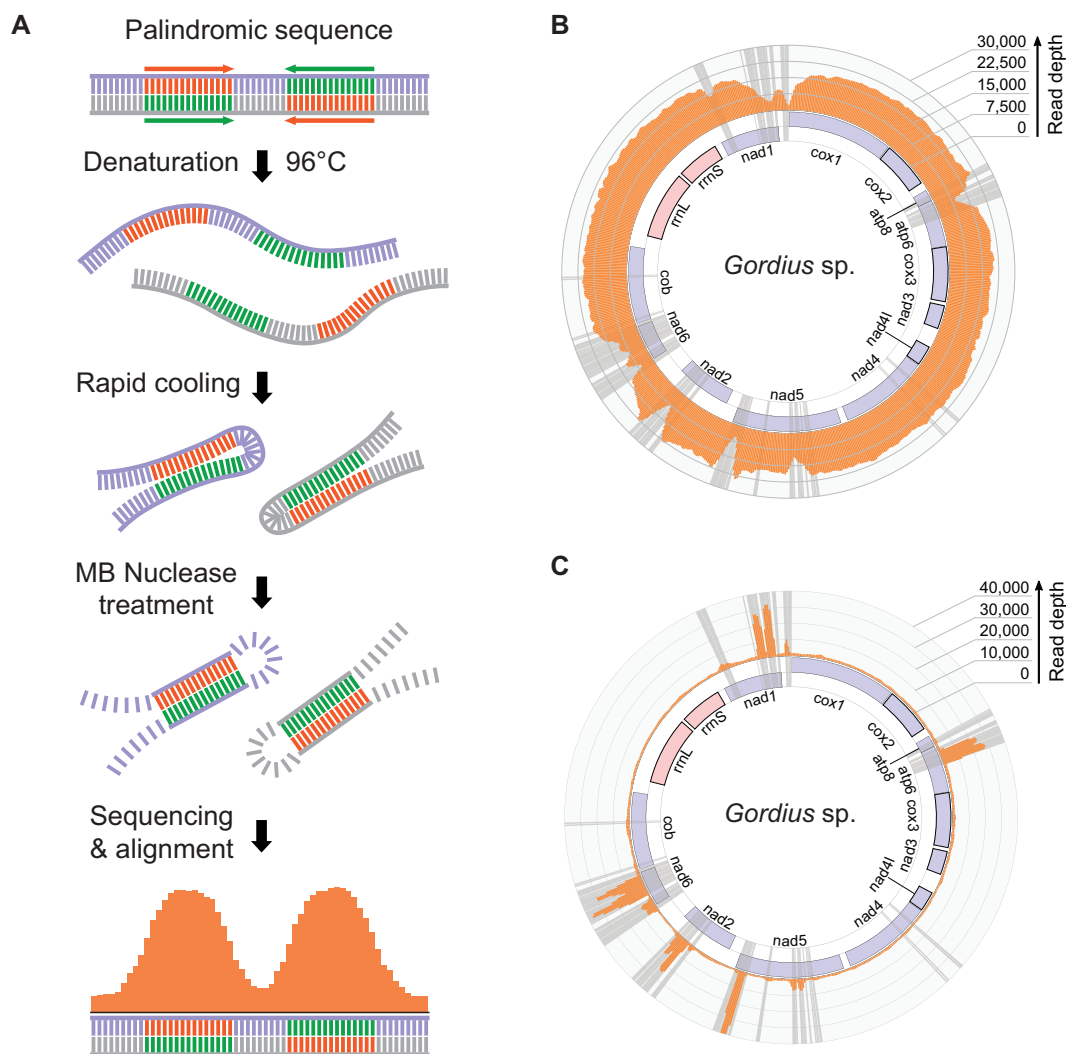 A
Palindromic sequence
Denaturation 96°C
Rapid cooling
MB Nuclease
treatment
Sequencing
& alignment
B
30,000
22,500
15,000
7,500
0
Read depth
cox1
cox2
atp8
atp6
cox3
nad3
nad4l
nad4
nad5
nad2
nad6
cob
rrnL
rrnS
nad1
Gordius sp.
C
40,000
30,000
20,000
10,000
0
Read depth
cox1
cox2
atp8
atp6
cox3
nad3
nad4l
nad4
nad5
nad2
nad6
cob
rrnL
rrnS
nad1
Gordius sp.